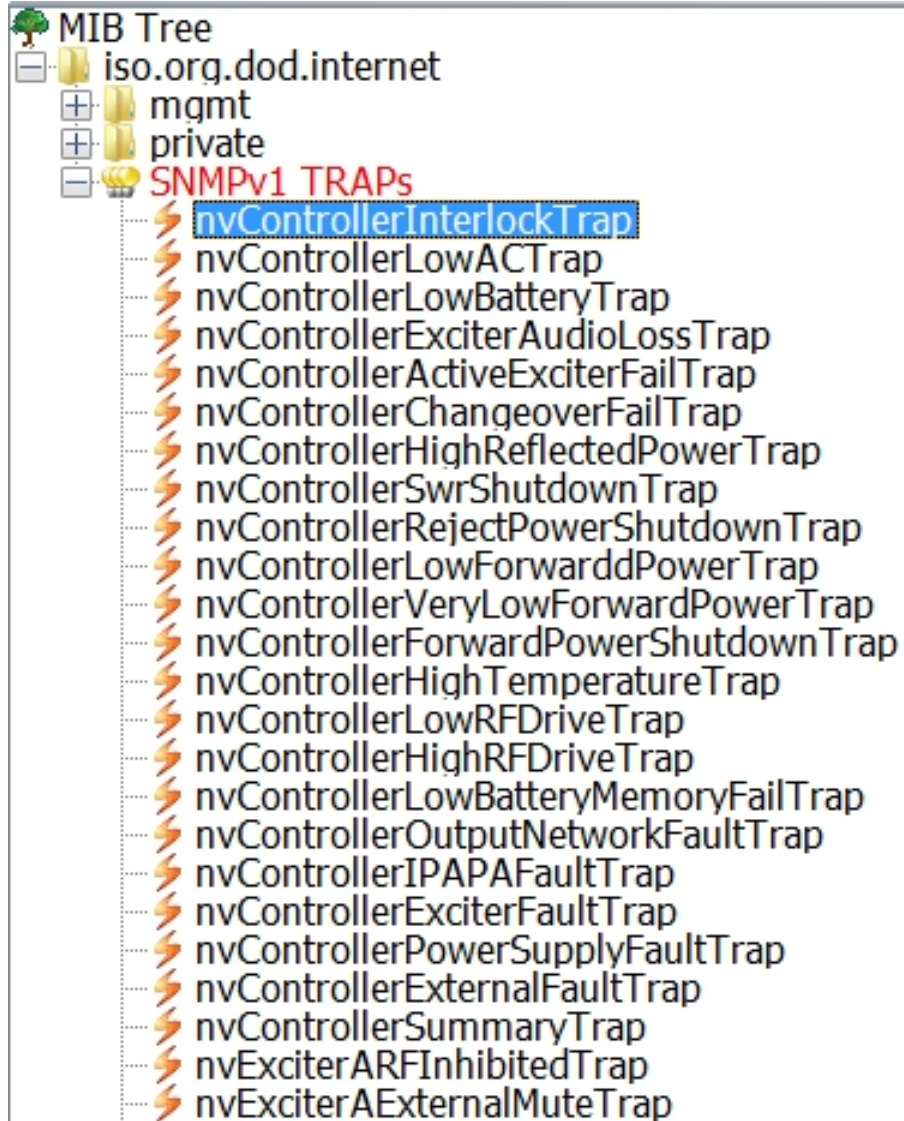 MIB Tree
iso.org.dod.internet
mgmt
private
SNMPv1 TRAPs
nvControllerInterlockTrap
nvControllerLowACTrap
nvControllerLowBatteryTrap
nvControllerExciterAudioLossTrap
nvControllerActiveExciterFailTrap
nvControllerChangeoverFailTrap
nvControllerHighReflectedPowerTrap
nvControllerSwrShutdownTrap
nvControllerRejectPowerShutdownTrap
nvControllerLowForwarddPowerTrap
nvControllerVeryLowForwardPowerTrap
nvControllerForwardPowerShutdownTrap
nvControllerHighTemperatureTrap
nvControllerLowRFDriveTrap
nvControllerHighRFDriveTrap
nvControllerLowBatteryMemoryFailTrap
nvControllerOutputNetworkFaultTrap
nvControllerIPAPAFaultTrap
nvControllerExciterFaultTrap
nvControllerPowerSupplyFaultTrap
nvControllerExternalFaultTrap
nvControllerSummaryTrap
nvExciterARFInhibitedTrap
nvExciterAExternalMuteTrap